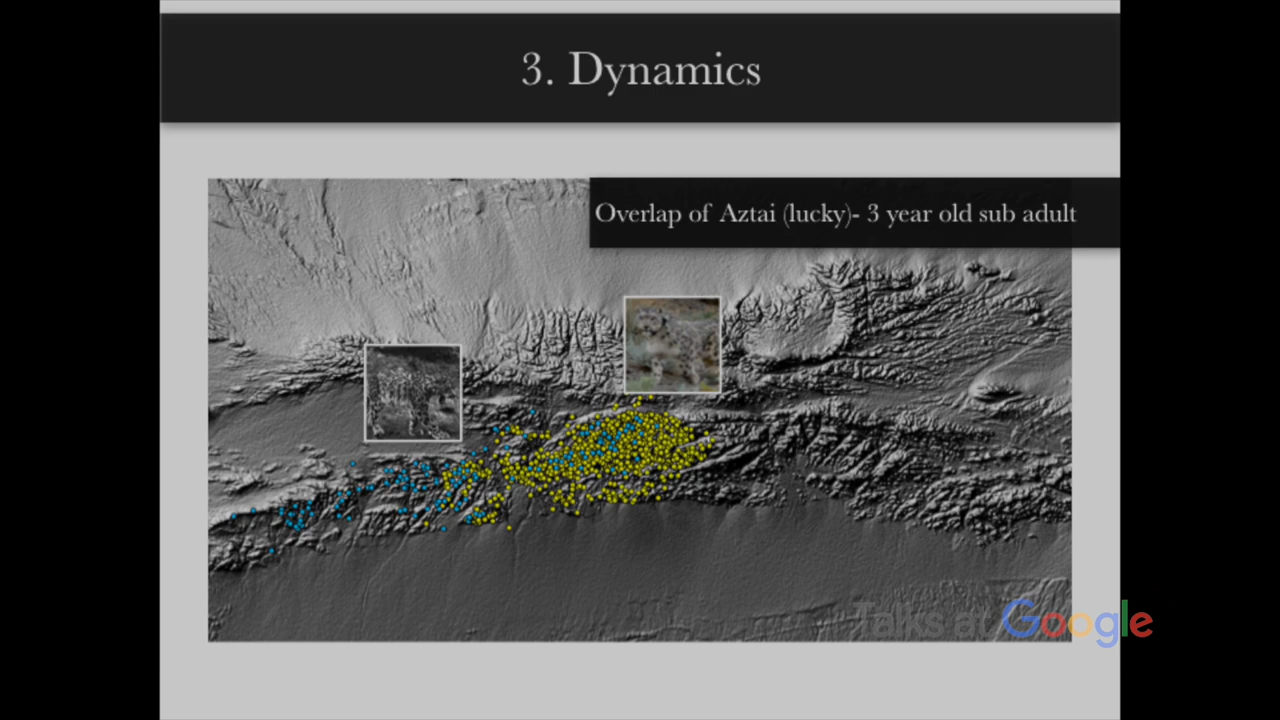 3. Dynamics
Overlap of Aztai (lucky)- 3 year old sub adult
Talks at Google